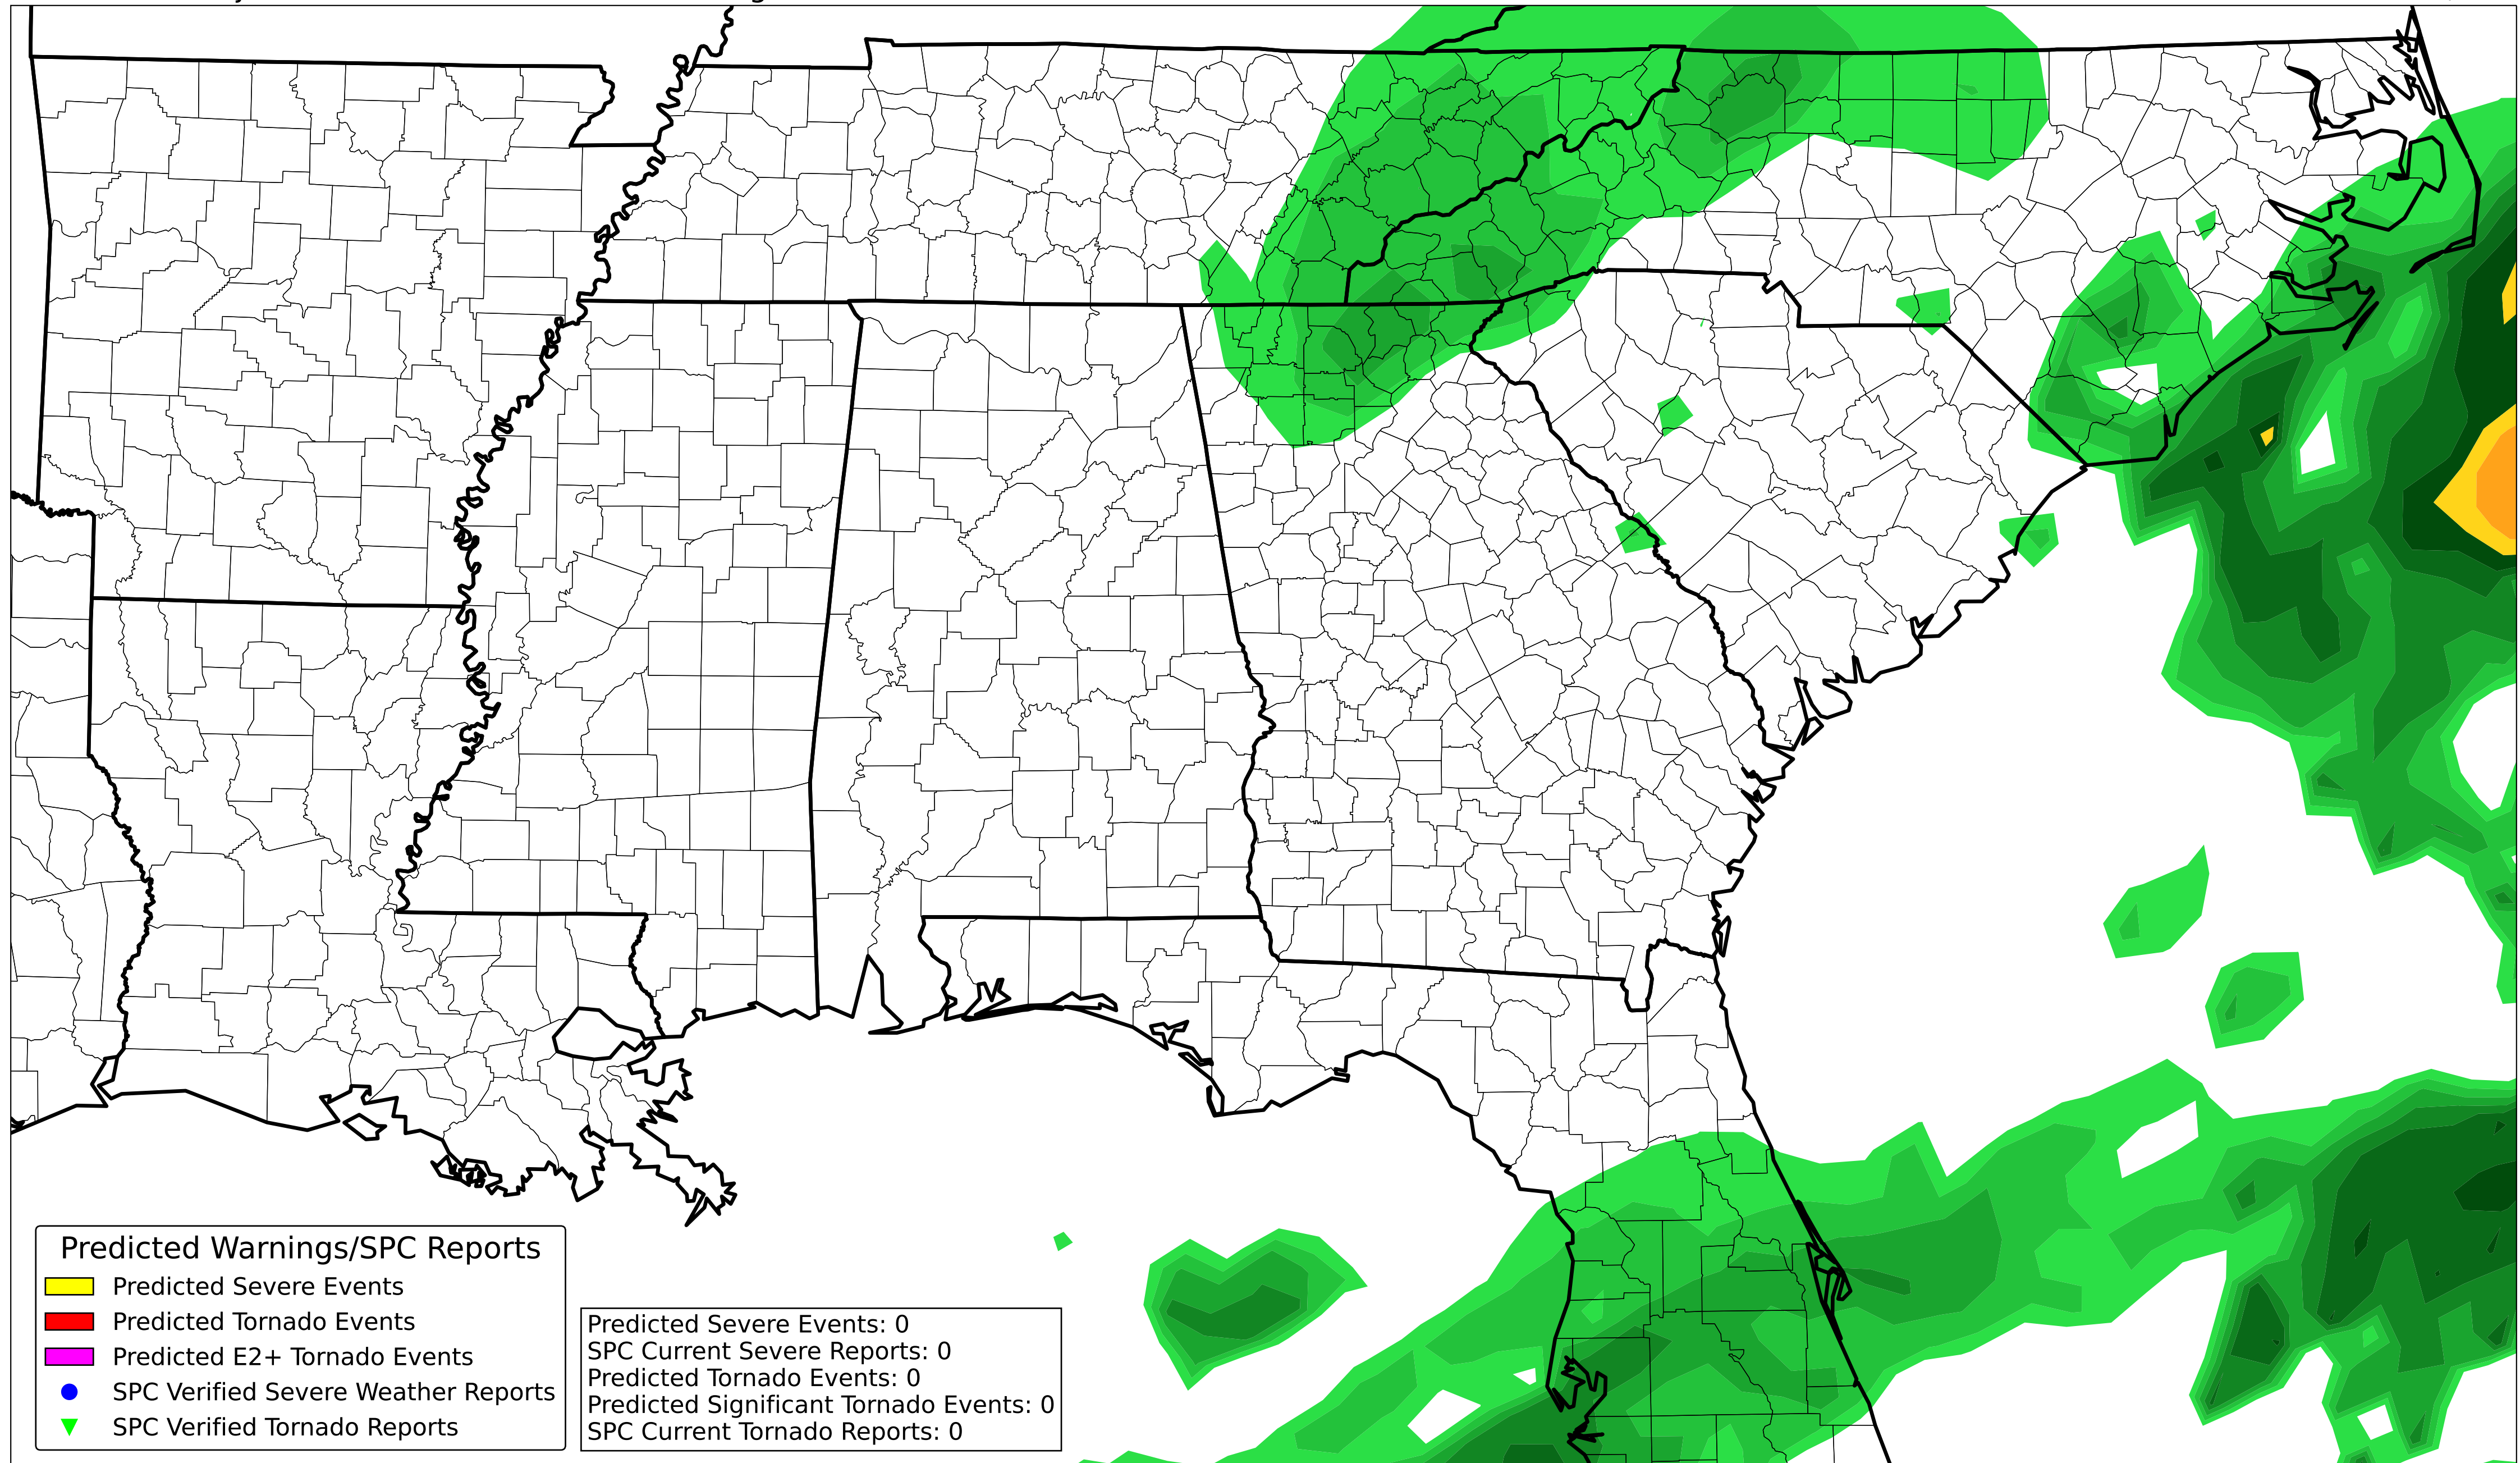 Predicted Warnings/SPC Reports
Predicted Severe Events
Predicted Tornado Events
Predicted E2+ Tornado Events
SPC Verified Severe Weather Reports
SPC Verified Tornado Reports
Predicted Severe Events: 0
SPC Current Severe Reports: 0
Predicted Tornado Events: 0
Predicted Significant Tornado Events: 0
SPC Current Tornado Reports: 0